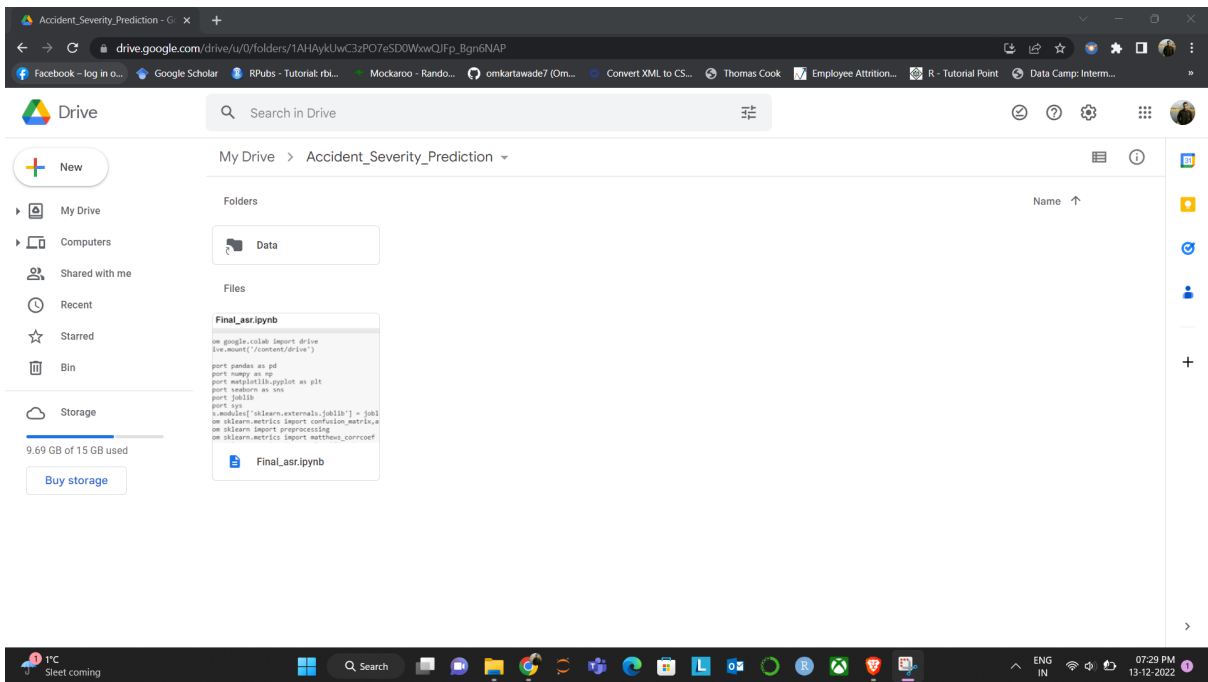 Accident_Severity_Prediction - Go
drive.google.com/drive/u/0/folders/1AHAykUwC3zPO7eSD0WxwQJFp_Bgn6NAP
Facebook – log in o... Google Scholar RPubs - Tutorial: rbi... Mockaroo - Rando... omkartawade7 (Om... Convert XML to CS... Thomas Cook Employee Attrition... R - Tutorial Point Data Camp: Interm... »
Drive
Search in Drive
My Drive > Accident_Severity_Prediction
New
My Drive
Computers
Shared with me
Recent
Starred
Bin
Storage
9.69 GB of 15 GB used
Buy storage
Folders
Name
Data
Files
Final_asr.ipynb
om google.colab import drive
ive.mount('/content/drive')
port pandas as pd
port numpy as np
port matplotlib.pyplot as plt
port seaborn as sns
port joblib
port sys
s.modules['sklearn.externals.joblib'] = jobl
om sklearn.metrics import confusion_matrix,a
om sklearn import preprocessing
om sklearn.metrics import matthews_corrcoef
Final_asr.ipynb
31
1
1°C
Sleet coming
Search
L
R
ENG
IN
07:29 PM
13-12-2022
1